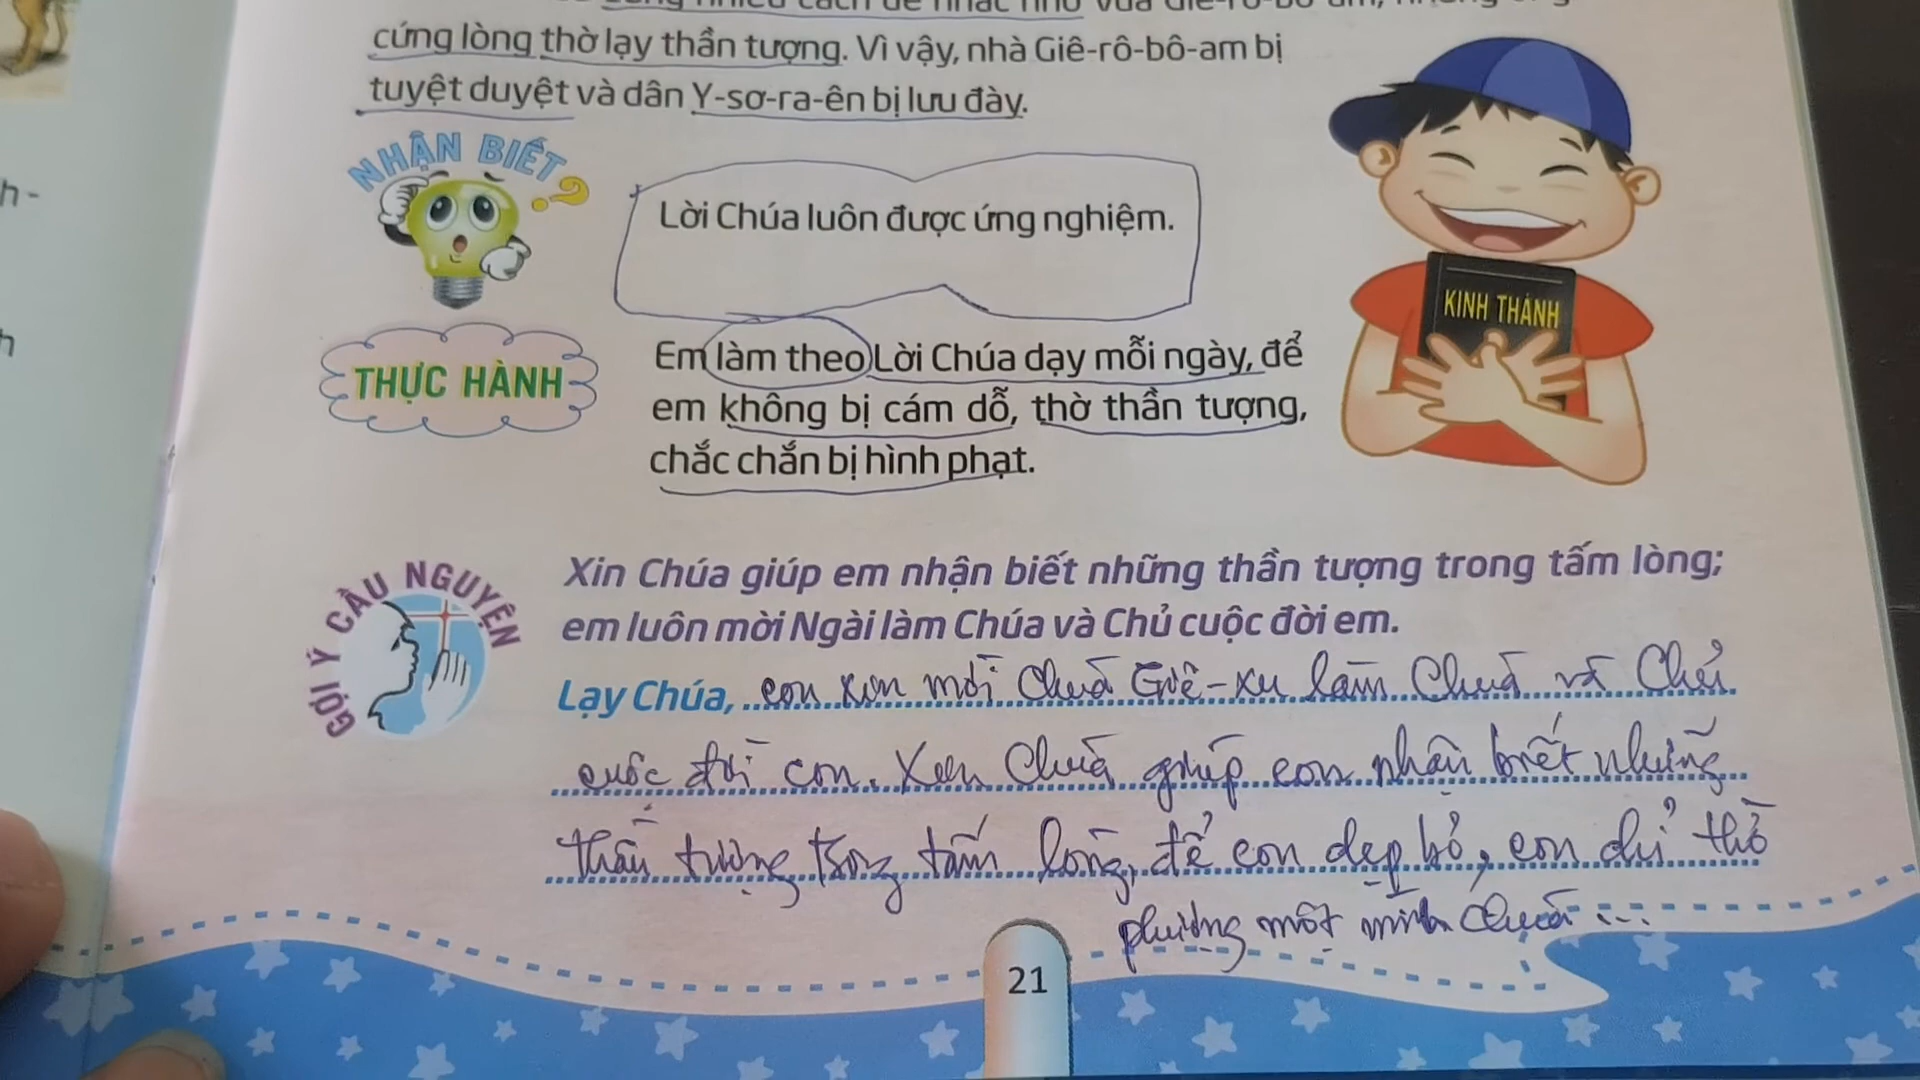 cứng lòng thờ lạy thần tượng. Vì vậy, nhà Giê-rô-bô-am bị
tuyệt duyệt và dân Y-sơ-ra-ên bị lưu đày.
NHẬN BIẾT?
Lời Chúa luôn được ứng nghiệm.
KINH THÁNH
THỰC HÀNH
Em làm theo Lời Chúa dạy mỗi ngày, để
em không bị cám dỗ, thờ thần tượng,
chắc chắn bị hình phạt.
GỢI Ý CẦU NGUYỆN
Xin Chúa giúp em nhận biết những thần tượng trong tấm lòng;
em luôn mời Ngài làm Chúa và Chủ cuộc đời em.
Lạy Chúa, con xin mời Chúa Giê-xu làm Chúa và Chủ
cuộc đời con. Xin Chúa giúp con nhận biết những
thần tượng trong tấm lòng, để con dẹp bỏ, con chỉ thờ
phượng một mình Chúa...
21